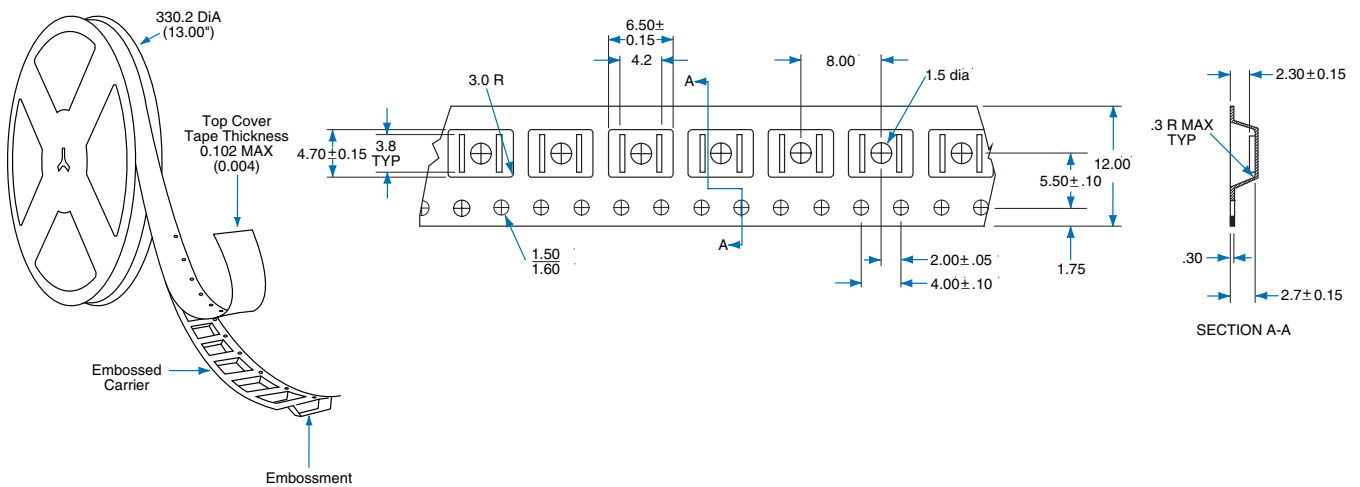 330.2 DiA
(13.00")
Top Cover
Tape Thickness
0.102 MAX
(0.004)
Embossed
Carrier
Embossment
6.50±
0.15
4.2
3.0 R
A
8.00
1.5 dia
4.70±0.15
3.8
TYP
12.00
5.50±.10
1.50
1.60
A
2.00±.05
4.00±.10
1.75
2.30±0.15
.3 R MAX
TYP
.30
2.7±0.15
SECTION A-A